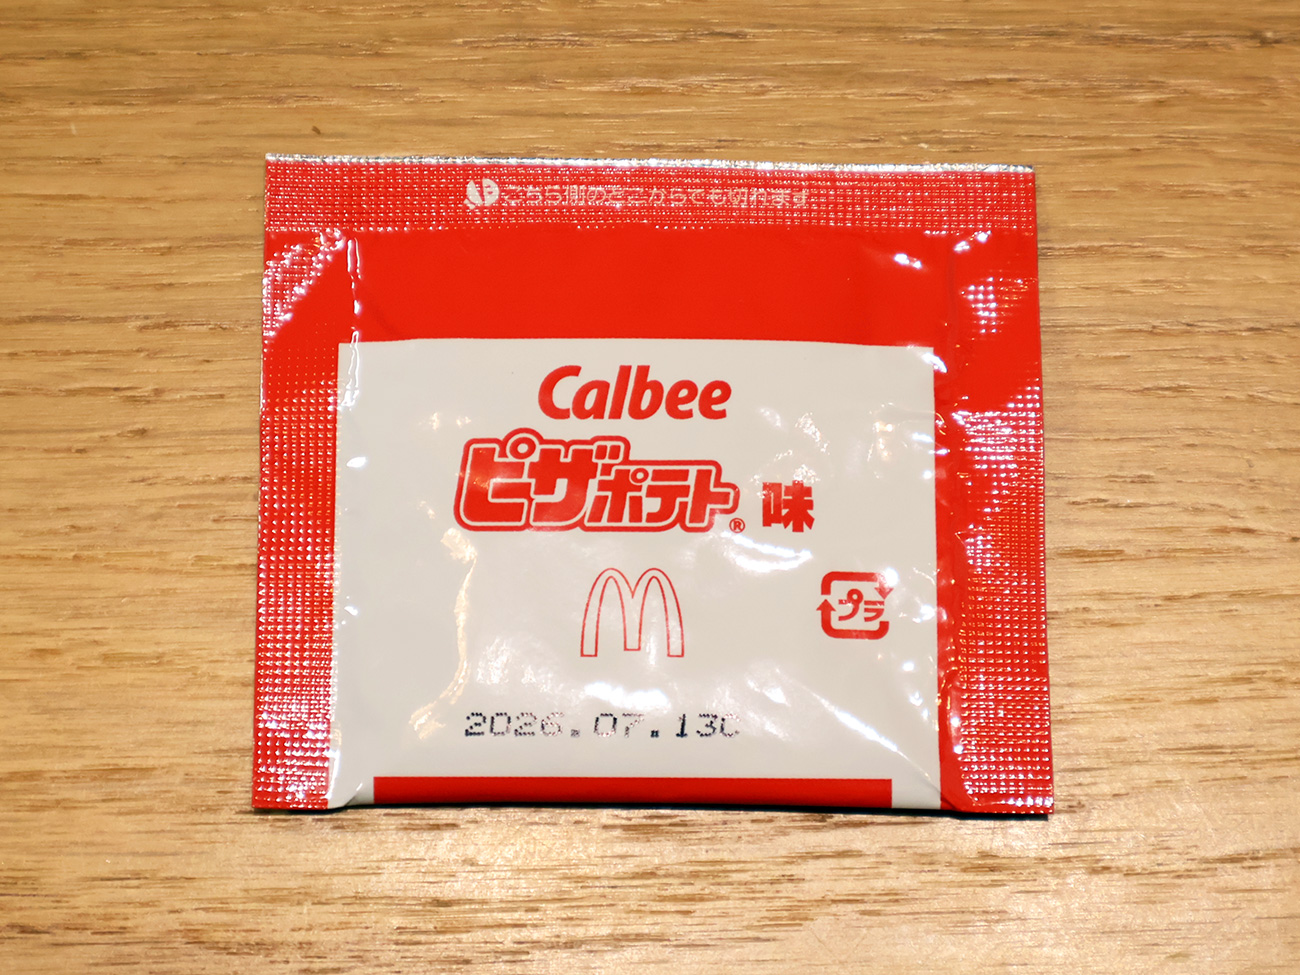 こちら側のどこからでも切れます
Calbee
ピザポテト® 味
プラ
2026.07.13C